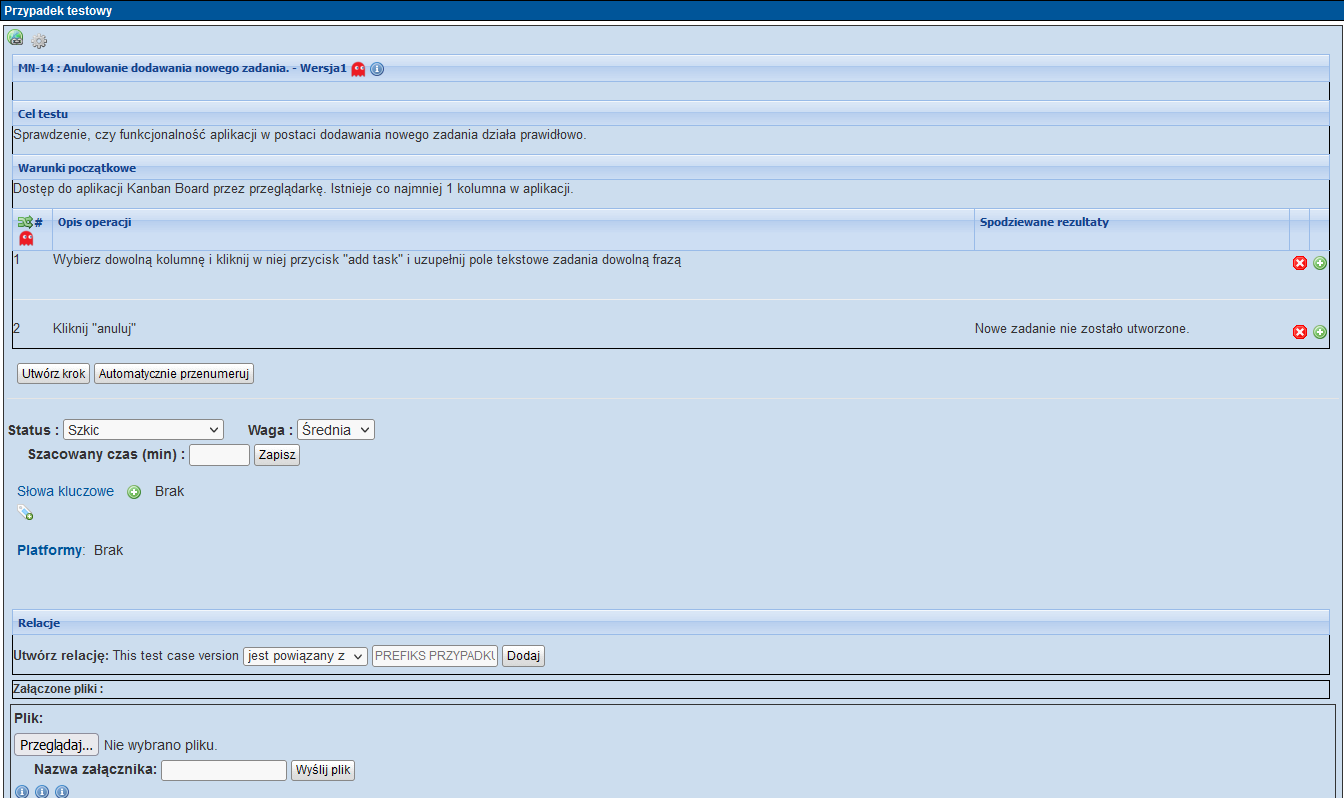 Przypadek testowy
MN-14 : Anulowanie dodawania nowego zadania. - Wersja1
Cel testu
Sprawdzenie, czy funkcjonalność aplikacji w postaci dodawania nowego zadania działa prawidłowo.
Warunki początkowe
Dostęp do aplikacji Kanban Board przez przeglądarkę. Istnieje co najmniej 1 kolumna w aplikacji.
# Opis operacji Spodziewane rezultaty
1 Wybierz dowolną kolumnę i kliknij w niej przycisk "add task" i uzupełnij pole tekstowe zadania dowolną frazą
2 Kliknij "anuluj" Nowe zadanie nie zostało utworzone.
Utwórz krok Automatycznie przenumeruj
Status : Szkic Waga : Średnia
Szacowany czas (min) : Zapisz
Słowa kluczowe Brak
Platformy: Brak
Relacje
Utwórz relację: This test case version jest powiązany z PREFIKS PRZYPADKU Dodaj
Załączone pliki :
Plik:
Przeglądaj... Nie wybrano pliku.
Nazwa załącznika: Wyślij plik